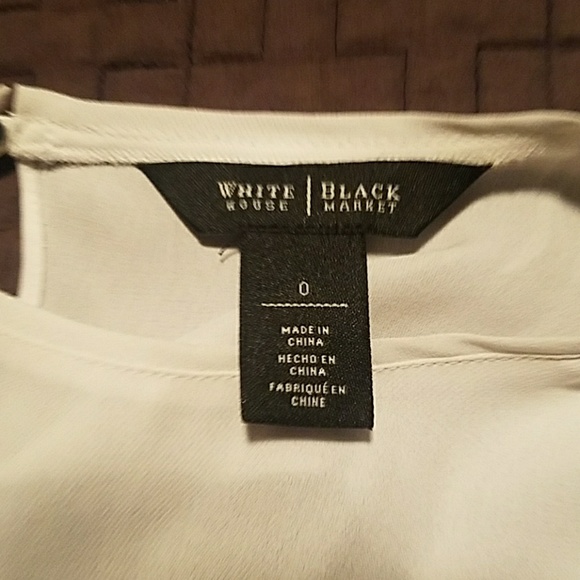 WHITE | BLACK
HOUSE | MARKET
0
MADE IN
CHINA
HECHO EN
CHINA
FABRIQUÉ EN
CHINE